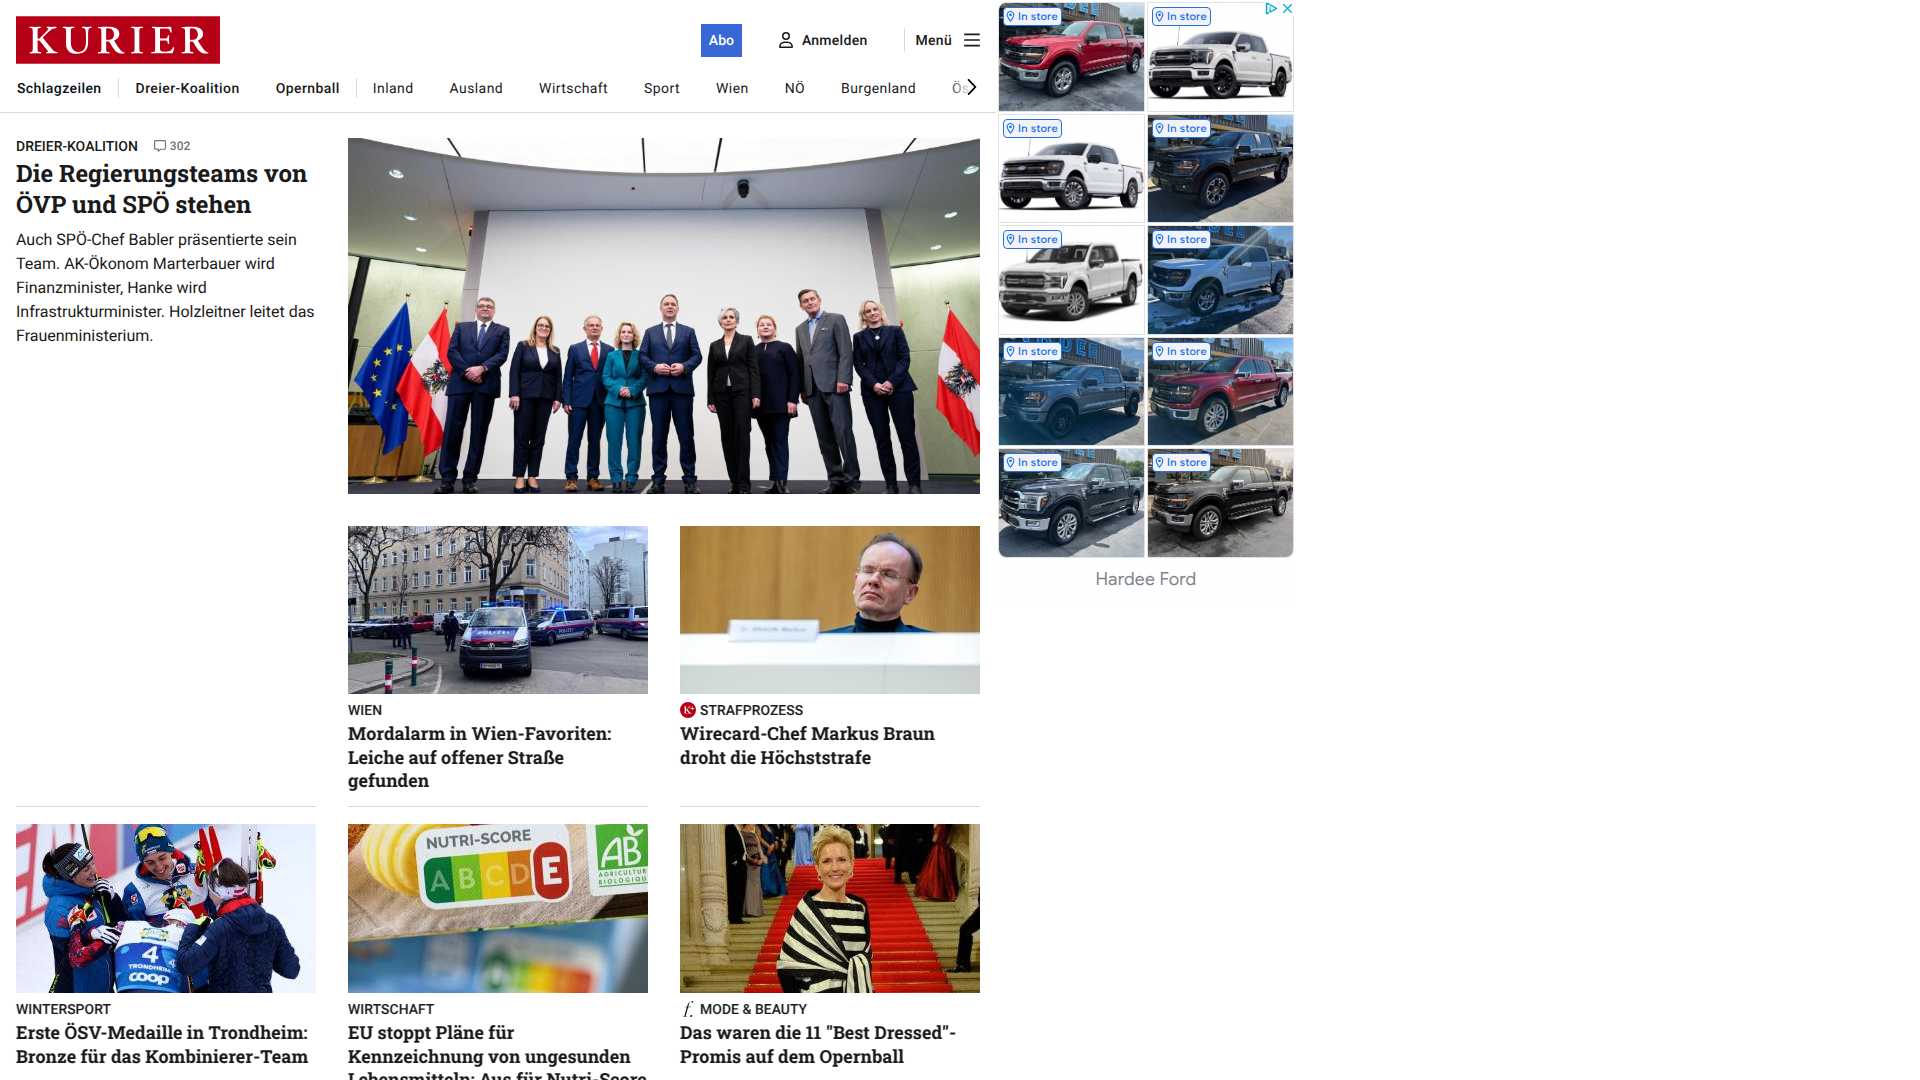 KURIER
Abo
Anmelden
Menü
Schlagzeilen
Dreier-Koalition
Opernball
Inland
Ausland
Wirtschaft
Sport
Wien
NÖ
Burgenland
DREIER-KOALITION 302
Die Regierungsteams von
ÖVP und SPÖ stehen
Auch SPÖ-Chef Babler präsentierte sein
Team. AK-Ökonom Marterbauer wird
Finanzminister, Hanke wird
Infrastrukturminister. Holzleitner leitet das
Frauenministerium.
POLIZEI
WIEN
Mordalarm in Wien-Favoriten:
Leiche auf offener Straße
gefunden
K+ STRAFPROZESS
Wirecard-Chef Markus Braun
droht die Höchststrafe
4
TRONDHEIM
coop
WINTERSPORT
Erste ÖSV-Medaille in Trondheim:
Bronze für das Kombinierer-Team
NUTRI-SCORE
A B C D E
AB
AGRICULTURE
BIOLOGIQUE
WIRTSCHAFT
EU stoppt Pläne für
Kennzeichnung von ungesunden
Lebensmitteln: Aus für Nutri-Score
f. MODE & BEAUTY
Das waren die 11 "Best Dressed"-
Promis auf dem Opernball
In store
In store
In store
In store
In store
In store
In store
In store
In store
In store
Hardee Ford